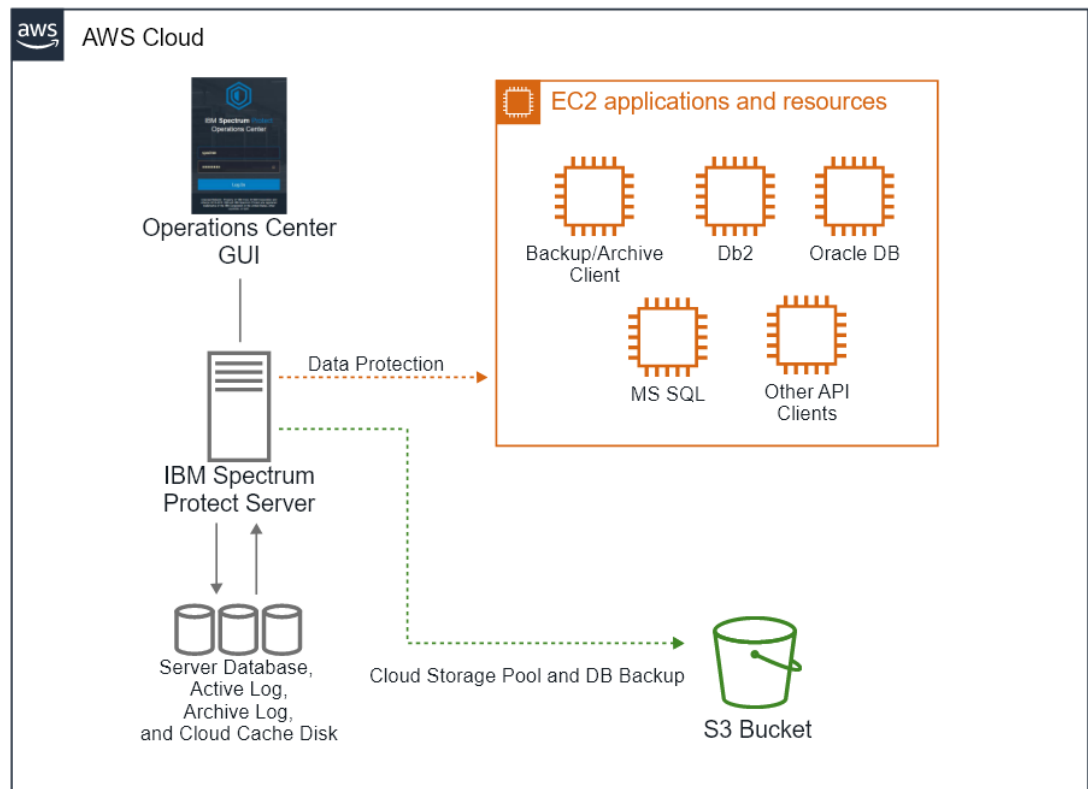 aws
AWS Cloud
IBM Spectrum Protect
Operations Center
Log In
Operations Center
GUI
EC2 applications and resources
Backup/Archive
Client
Db2
Oracle DB
MS SQL
Other API
Clients
Data Protection
IBM Spectrum
Protect Server
Server Database,
Active Log,
Archive Log,
and Cloud Cache Disk
Cloud Storage Pool and DB Backup
S3 Bucket